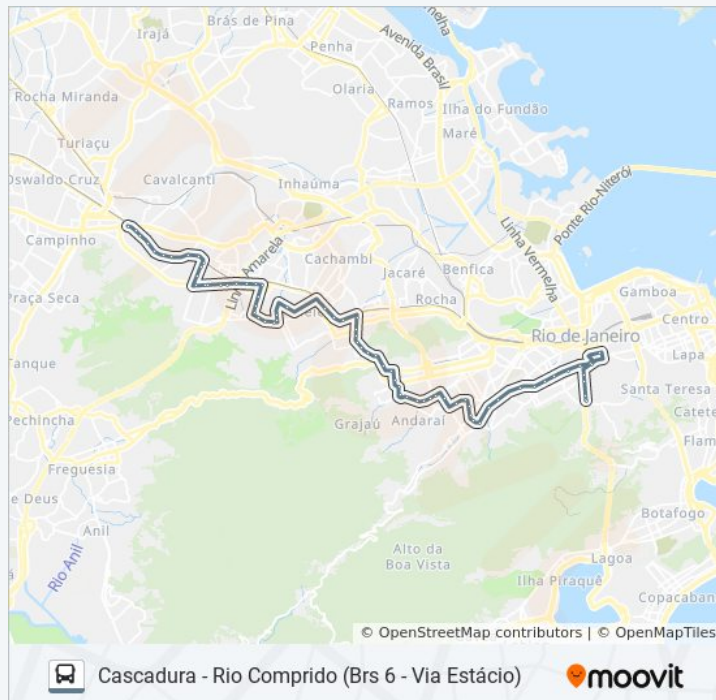 Brás de Pina
Irajá
Penha
Avenida Brasil
Olaria
Rocha Miranda
Ramos
Ilha do Fundão
Maré
Turiaçu
Oswaldo Cruz
Cavalcanti
Inhaúma
Ponte Rio-Niterói
Linha Vermelha
Campinho
Amarela
Cachambi
Benfica
Jacaré
Gamboa
Praça Seca
Rocha
Centro
Rio de Janeiro
Lapa
Tanque
Santa Teresa
Pechincha
Grajaú
Andaraí
Catete
Flam
Freguesia
de Deus
Botafogo
Anil
Rio Anil
Alto da
Boa Vista
Lagoa
Ilha Piraquê
Copacaban
© OpenStreetMap contributors | © OpenMapTiles
Cascadura - Rio Comprido (Brs 6 - Via Estácio)
moovit